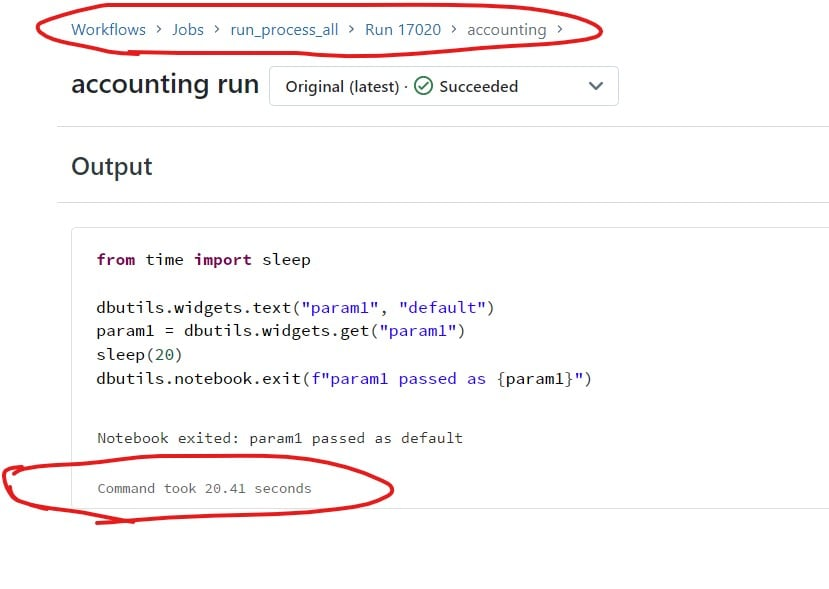 Workflows > Jobs > run_process_all > Run 17020 > accounting >
accounting run Original (latest) · Succeeded
Output
from time import sleep
dbutils.widgets.text("param1", "default")
param1 = dbutils.widgets.get("param1")
sleep(20)
dbutils.notebook.exit(f"param1 passed as {param1}")
Notebook exited: param1 passed as default
Command took 20.41 seconds